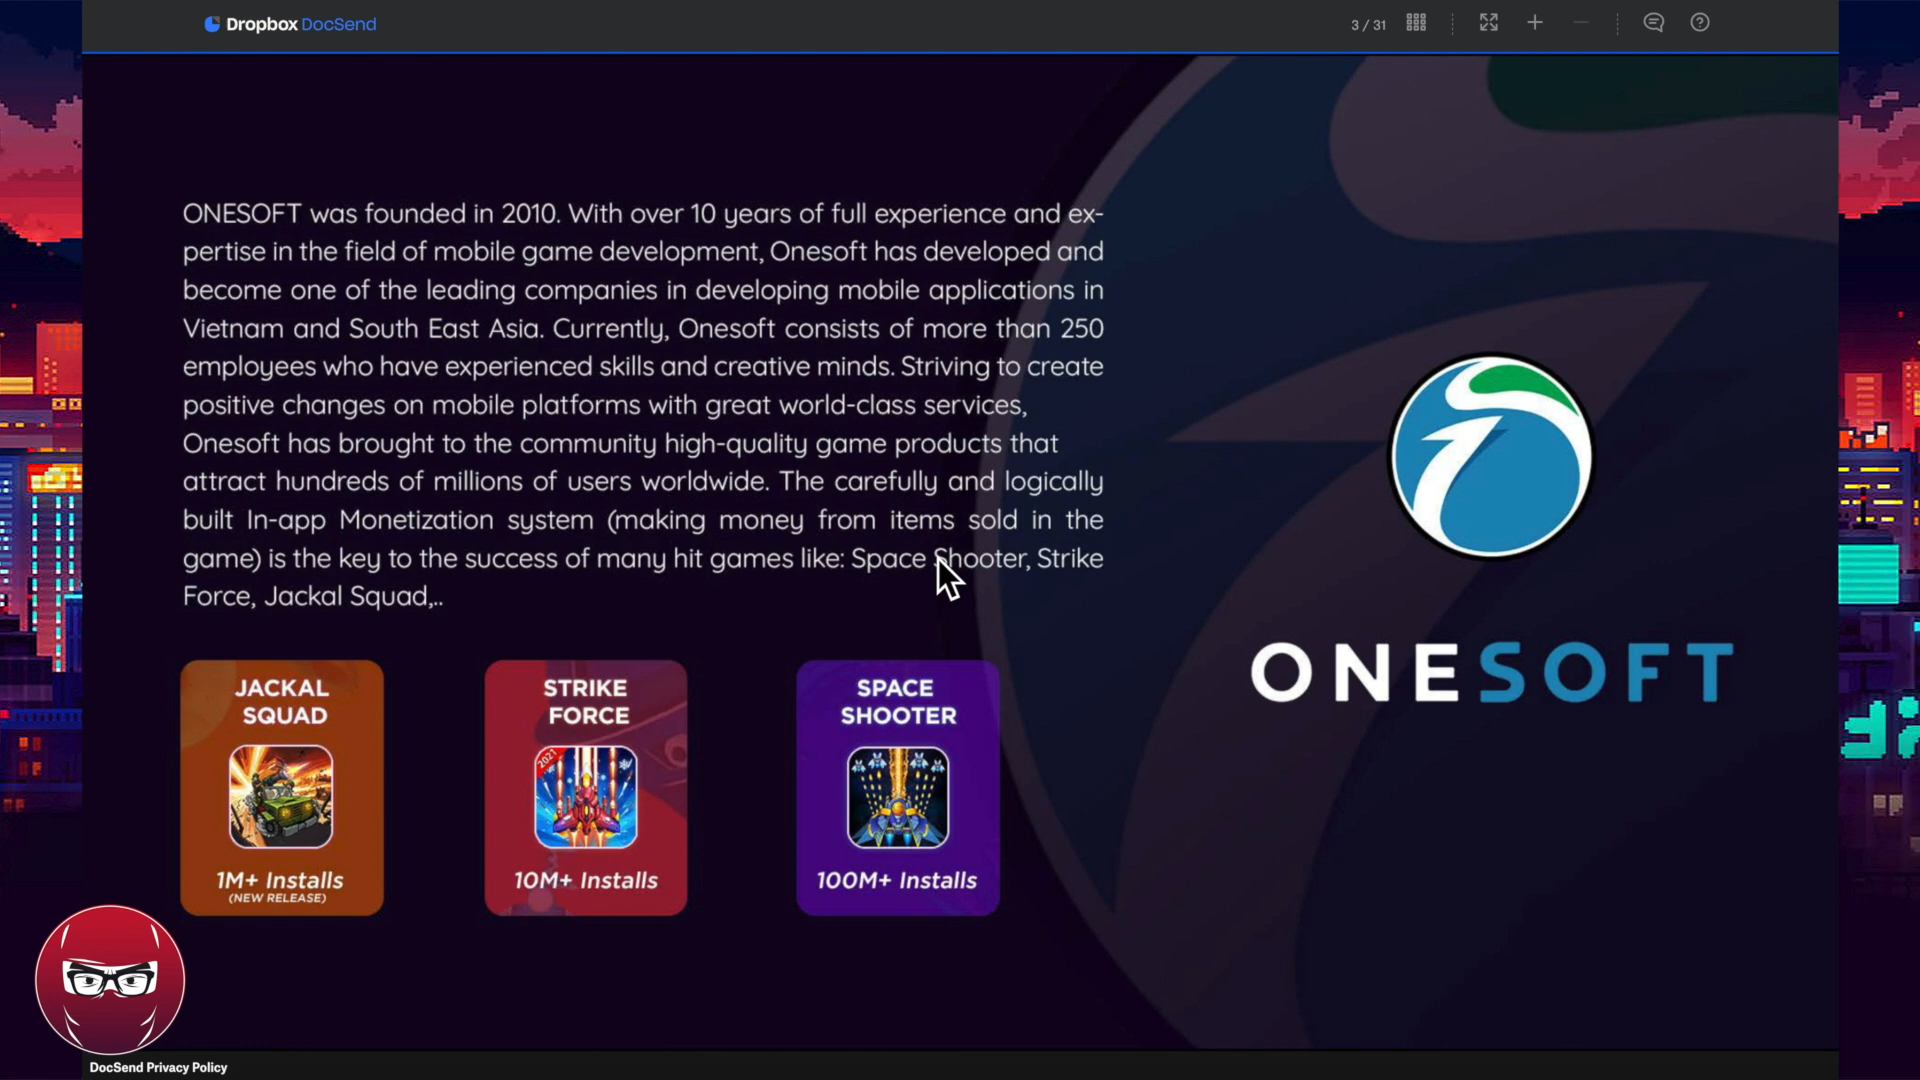 Dropbox DocSend
3 / 31
ONESOFT was founded in 2010. With over 10 years of full experience and ex-
pertise in the field of mobile game development, Onesoft has developed and
become one of the leading companies in developing mobile applications in
Vietnam and South East Asia. Currently, Onesoft consists of more than 250
employees who have experienced skills and creative minds. Striving to create
positive changes on mobile platforms with great world-class services,
Onesoft has brought to the community high-quality game products that
attract hundreds of millions of users worldwide. The carefully and logically
built In-app Monetization system (making money from items sold in the
game) is the key to the success of many hit games like: Space Shooter, Strike
Force, Jackal Squad,..
ONESOFT
JACKAL
SQUAD
1M+ Installs
(NEW RELEASE)
STRIKE
FORCE
2021
10M+ Installs
SPACE
SHOOTER
100M+ Installs
DocSend Privacy Policy